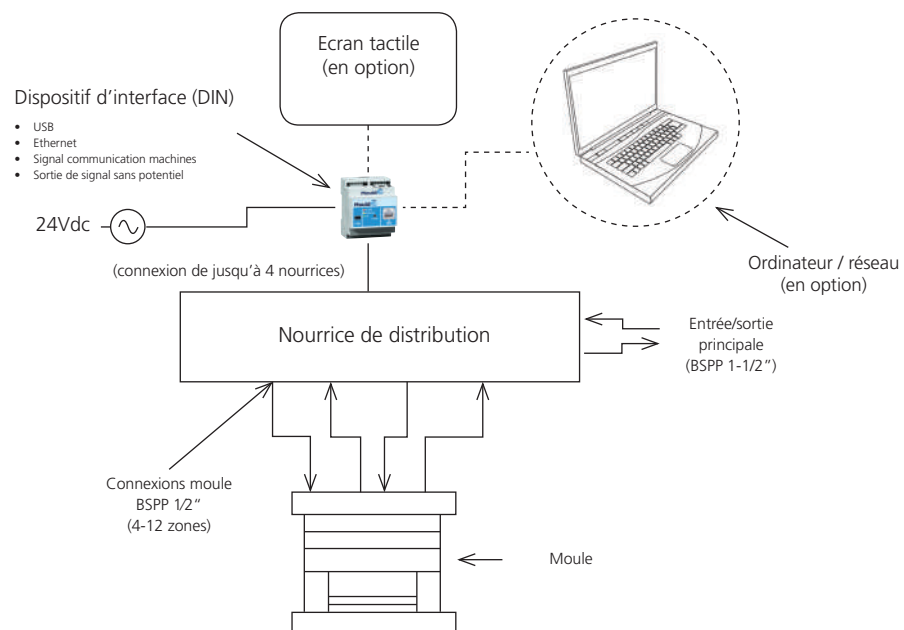 Ecran tactile
(en option)
Dispositif d’interface (DIN)
• USB
• Ethernet
• Signal communication machines
• Sortie de signal sans potentiel
24Vdc
(connexion de jusqu’à 4 nourrices)
Ordinateur / réseau
(en option)
Nourrice de distribution
Entrée/sortie
principale
(BSPP 1-1/2”)
Connexions moule
BSPP 1/2“
(4-12 zones)
Moule